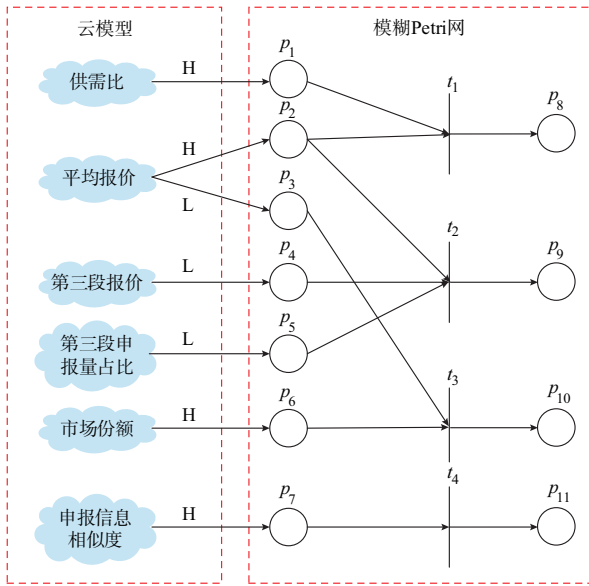 云模型
模糊Petri网
供需比
H
p1
t1
p8
平均报价
H
L
p2
p3
第三段报价
L
p4
t2
p9
第三段申
报量占比
L
p5
市场份额
H
p6
t3
p10
申报信息
相似度
H
p7
t4
p11